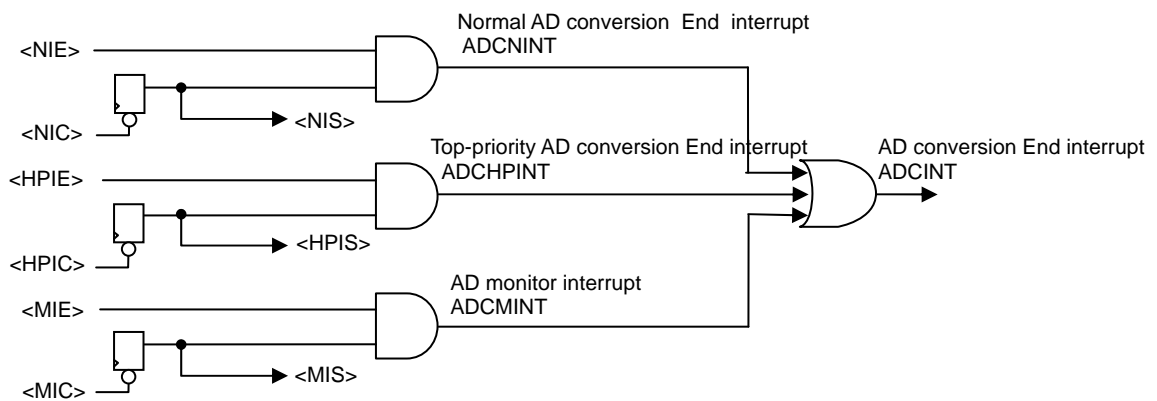 Normal AD conversion End interrupt
ADCNINT
<NIE>
<NIS>
<NIC>
Top-priority AD conversion End interrupt
ADCHPINT
AD conversion End interrupt
ADCINT
<HPIE>
<HPIS>
<HPIC>
AD monitor interrupt
ADCMINT
<MIE>
<MIS>
<MIC>